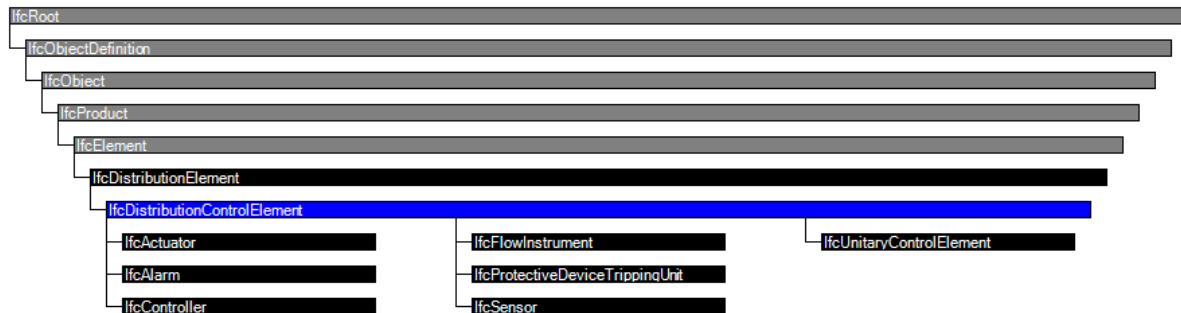 IfcRoot
IfcObjectDefinition
IfcObject
IfcProduct
IfcElement
IfcDistributionElement
IfcDistributionControlElement
IfcActuator
IfcFlowInstrument
IfcUnitaryControlElement
IfcAlarm
IfcProtectiveDeviceTrippingUnit
IfcController
IfcSensor